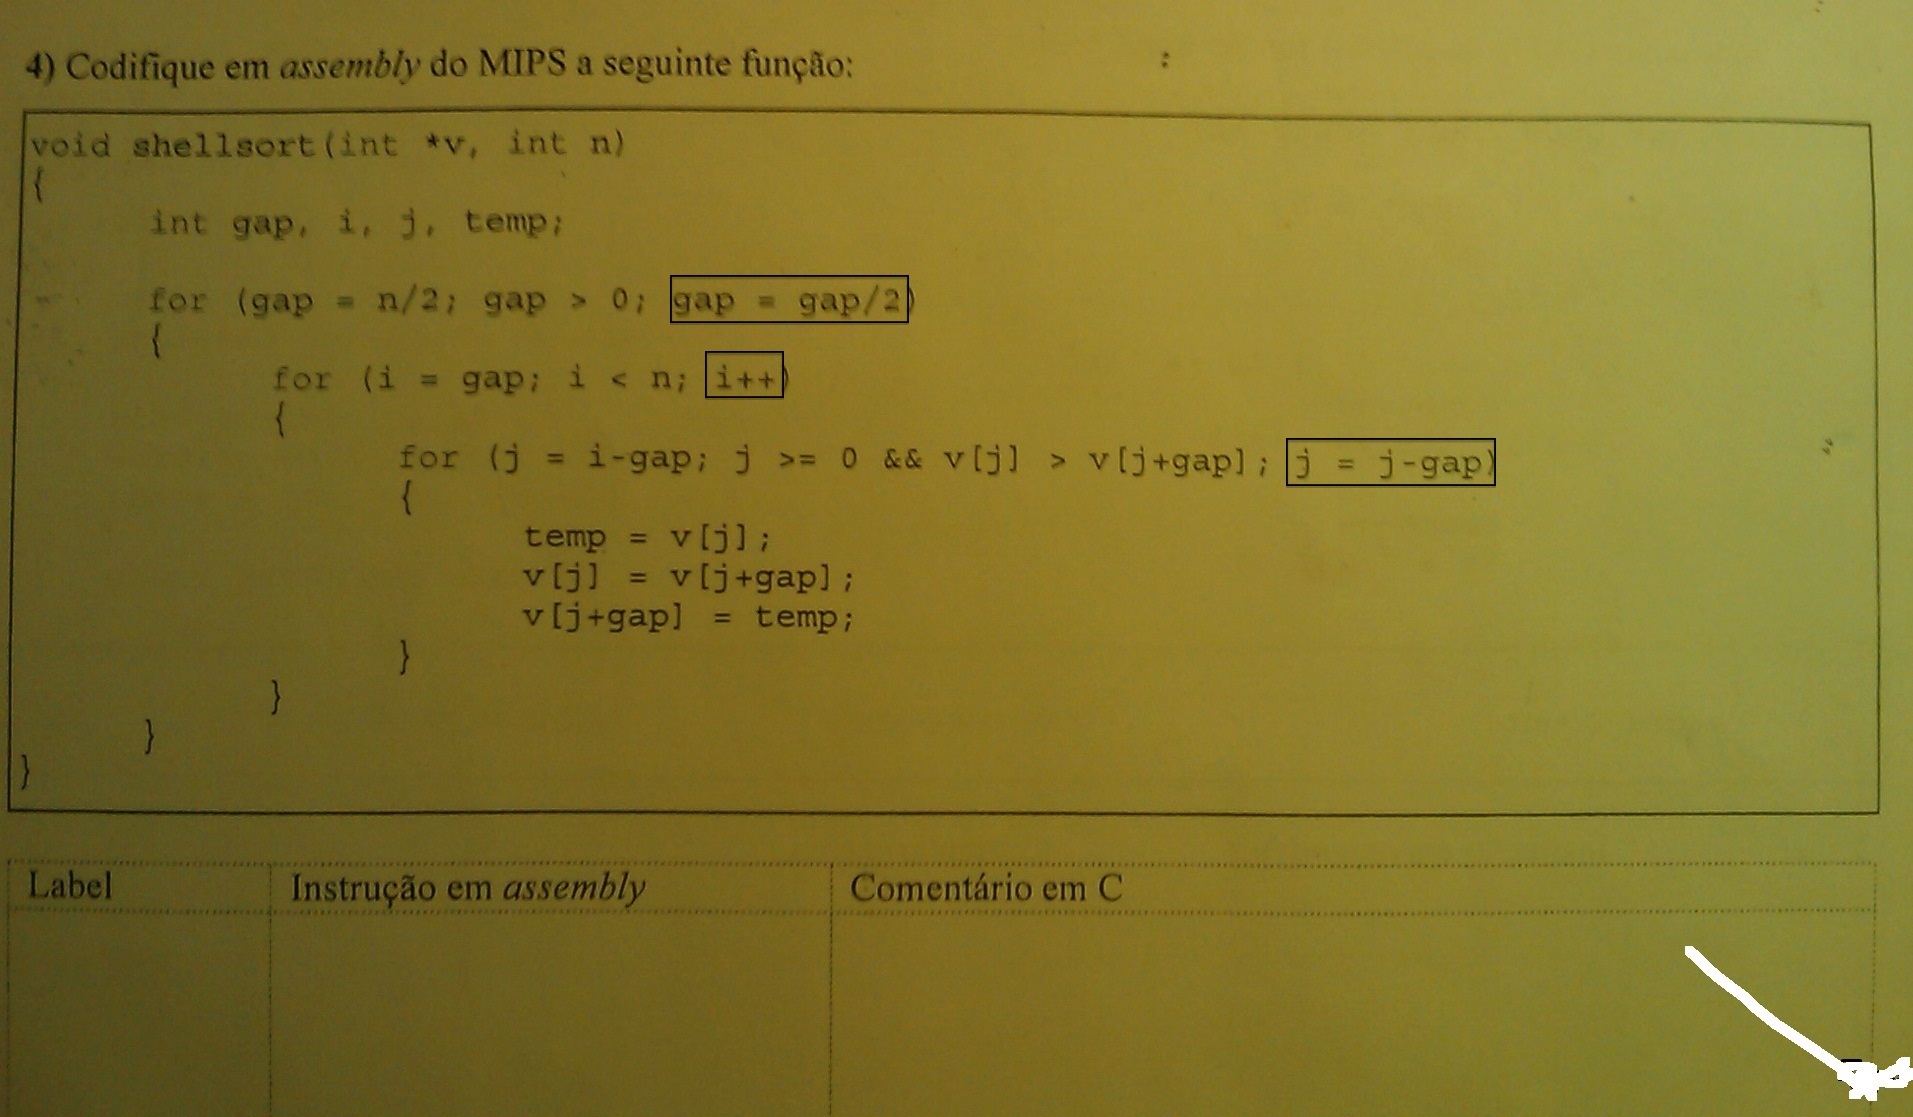 4) Codifique em assembly do MIPS a seguinte função:
void shellsort(int *v, int n)
{
int gap, i, j, temp;
for (gap = n/2; gap > 0; gap = gap/2)
{
for (i = gap; i < n; i++)
{
for (j = i-gap; j >= 0 && v[j] > v[j+gap]; j = j-gap)
{
temp = v[j];
v[j] = v[j+gap];
v[j+gap] = temp;
}
}
}
}
Label Instrução em assembly Comentário em C